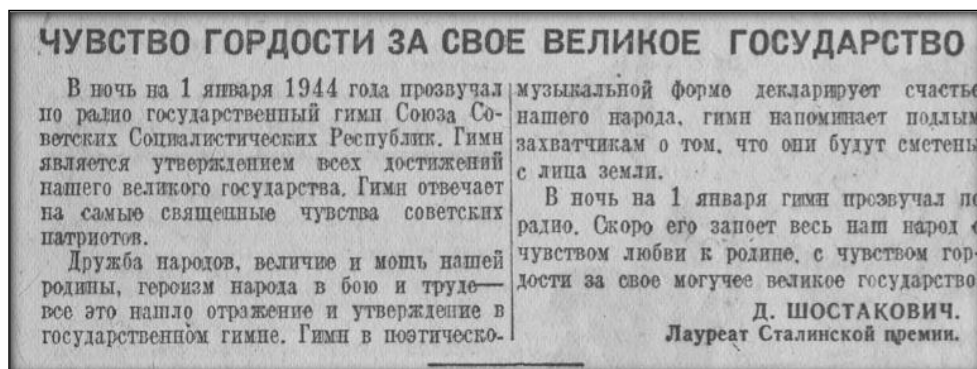 ЧУВСТВО ГОРДОСТИ ЗА СВОЕ ВЕЛИКОЕ ГОСУДАРСТВО
В ночь на 1 января 1944 года прозвучал
по радио государственный гимн Союза Со-
ветских Социалистических Республик. Гимн
является утверждением всех достижений
нашего великого государства. Гимн отвечает
на самые священные чувства советских
патриотов.
Дружба народов, величие и мощь нашей
родины, героизм народа в бою и труде—
все это нашло отражение и утверждение в
государственном гимне. Гимн в поэтическо-
музыкальной форме декларирует счастье
нашего народа, гимн напоминает подлым
захватчикам о том, что они будут сметены
с лица земли.
В ночь на 1 января гимн прозвучал по
радио. Скоро его запоет весь наш народ с
чувством любви к родине, с чувством гор-
дости за свое могучее великое государство
Д. ШОСТАКОВИЧ.
Лауреат Сталинской премии.